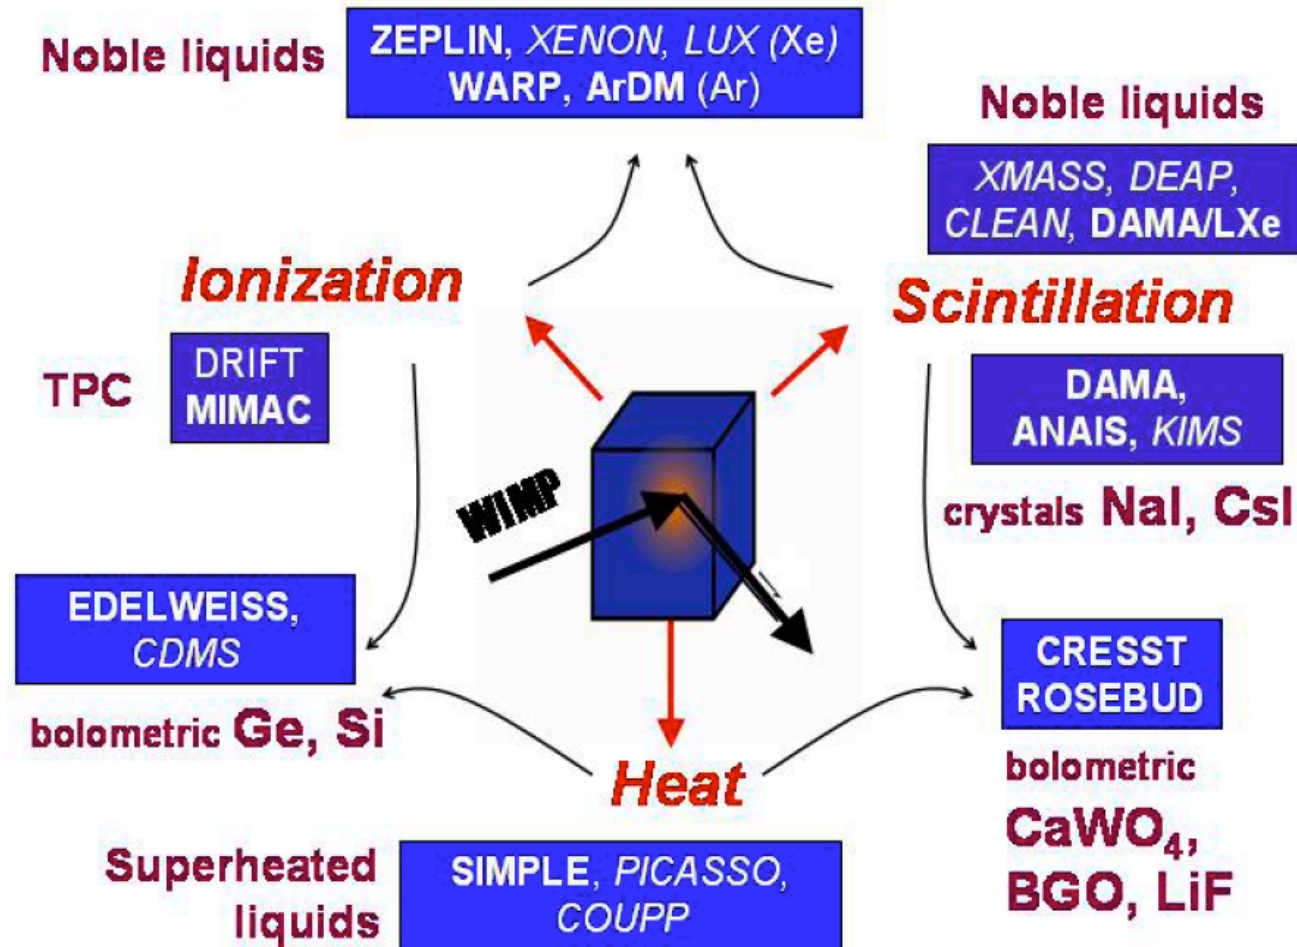 Noble liquids
ZEPLIN, XENON, LUX (Xe)
WARP, ArDM (Ar)
Noble liquids
XMASS, DEAP,
CLEAN, DAMA/LXe
Ionization
Scintillation
TPC
DRIFT
MIMAC
DAMA,
ANAIS, KIMS
crystals NaI, CsI
WIMP
EDELWEISS,
CDMS
bolometric Ge, Si
CRESST
ROSEBUD
bolometric
CaWO₄,
BGO, LiF
Heat
Superheated
liquids
SIMPLE, PICASSO,
COUPP